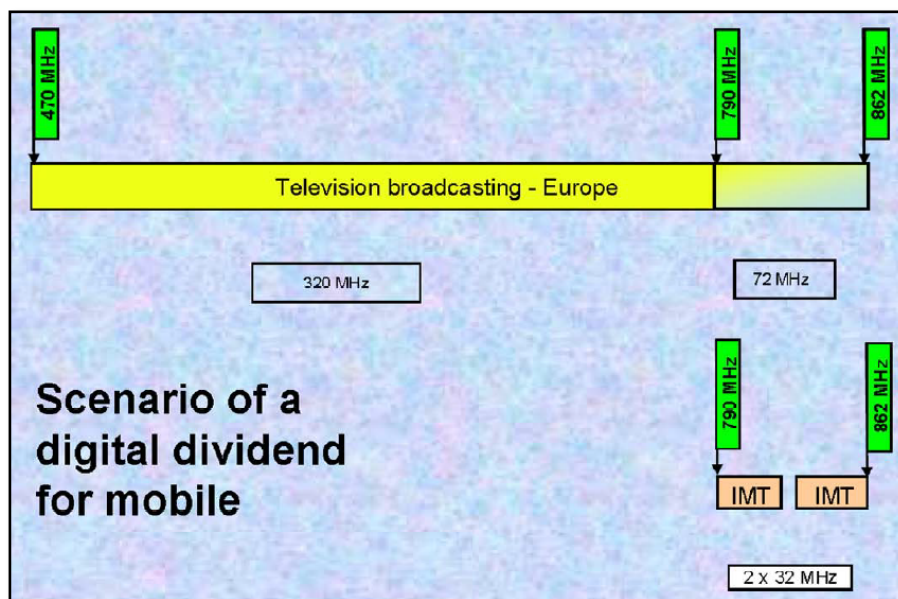 470 MHz
790 MHz
862 MHz
Television broadcasting - Europe
320 MHz
72 MHz
Scenario of a
digital dividend
for mobile
790 MHz
862 MHz
IMT
IMT
2 x 32 MHz